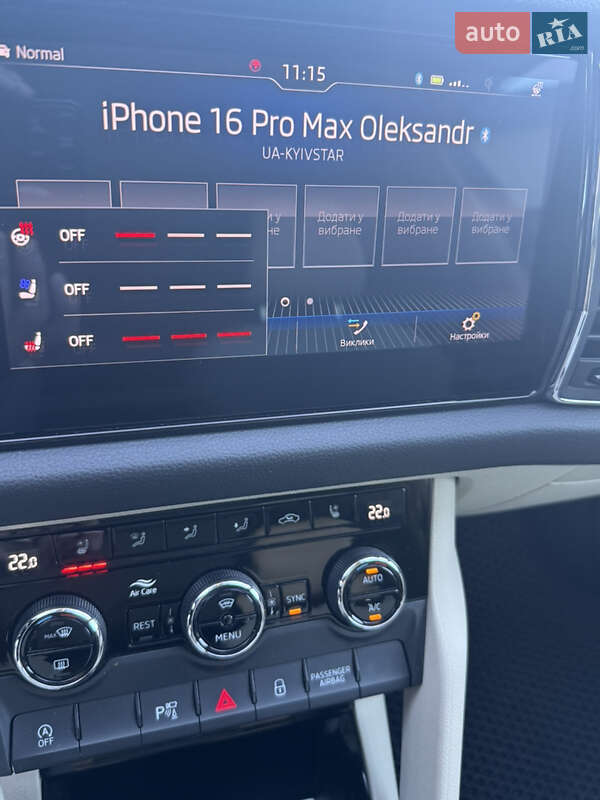 auto RIA .com
Normal
11:15
iPhone 16 Pro Max Oleksandr
UA-KYIVSTAR
Додати у вибране
Додати у вибране
Додати у вибране
OFF
OFF
OFF
Виклики
Настройки
22.0
22.0
Air Care
MAX
REST
MENU
SYNC
AUTO
A/C
PASSENGER
AIRBAG
P
OFF